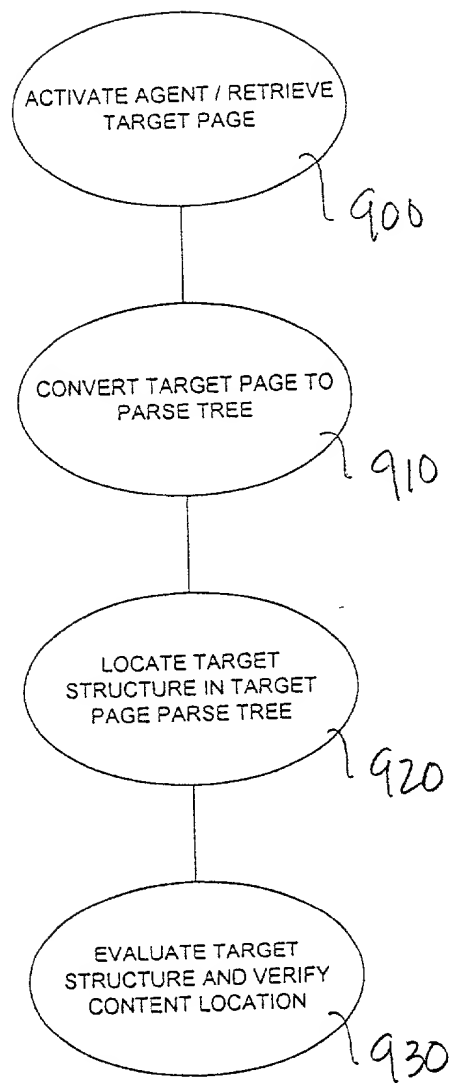 ACTIVATE AGENT / RETRIEVE
TARGET PAGE
900
CONVERT TARGET PAGE TO
PARSE TREE
910
LOCATE TARGET
STRUCTURE IN TARGET
PAGE PARSE TREE
920
EVALUATE TARGET
STRUCTURE AND VERIFY
CONTENT LOCATION
930